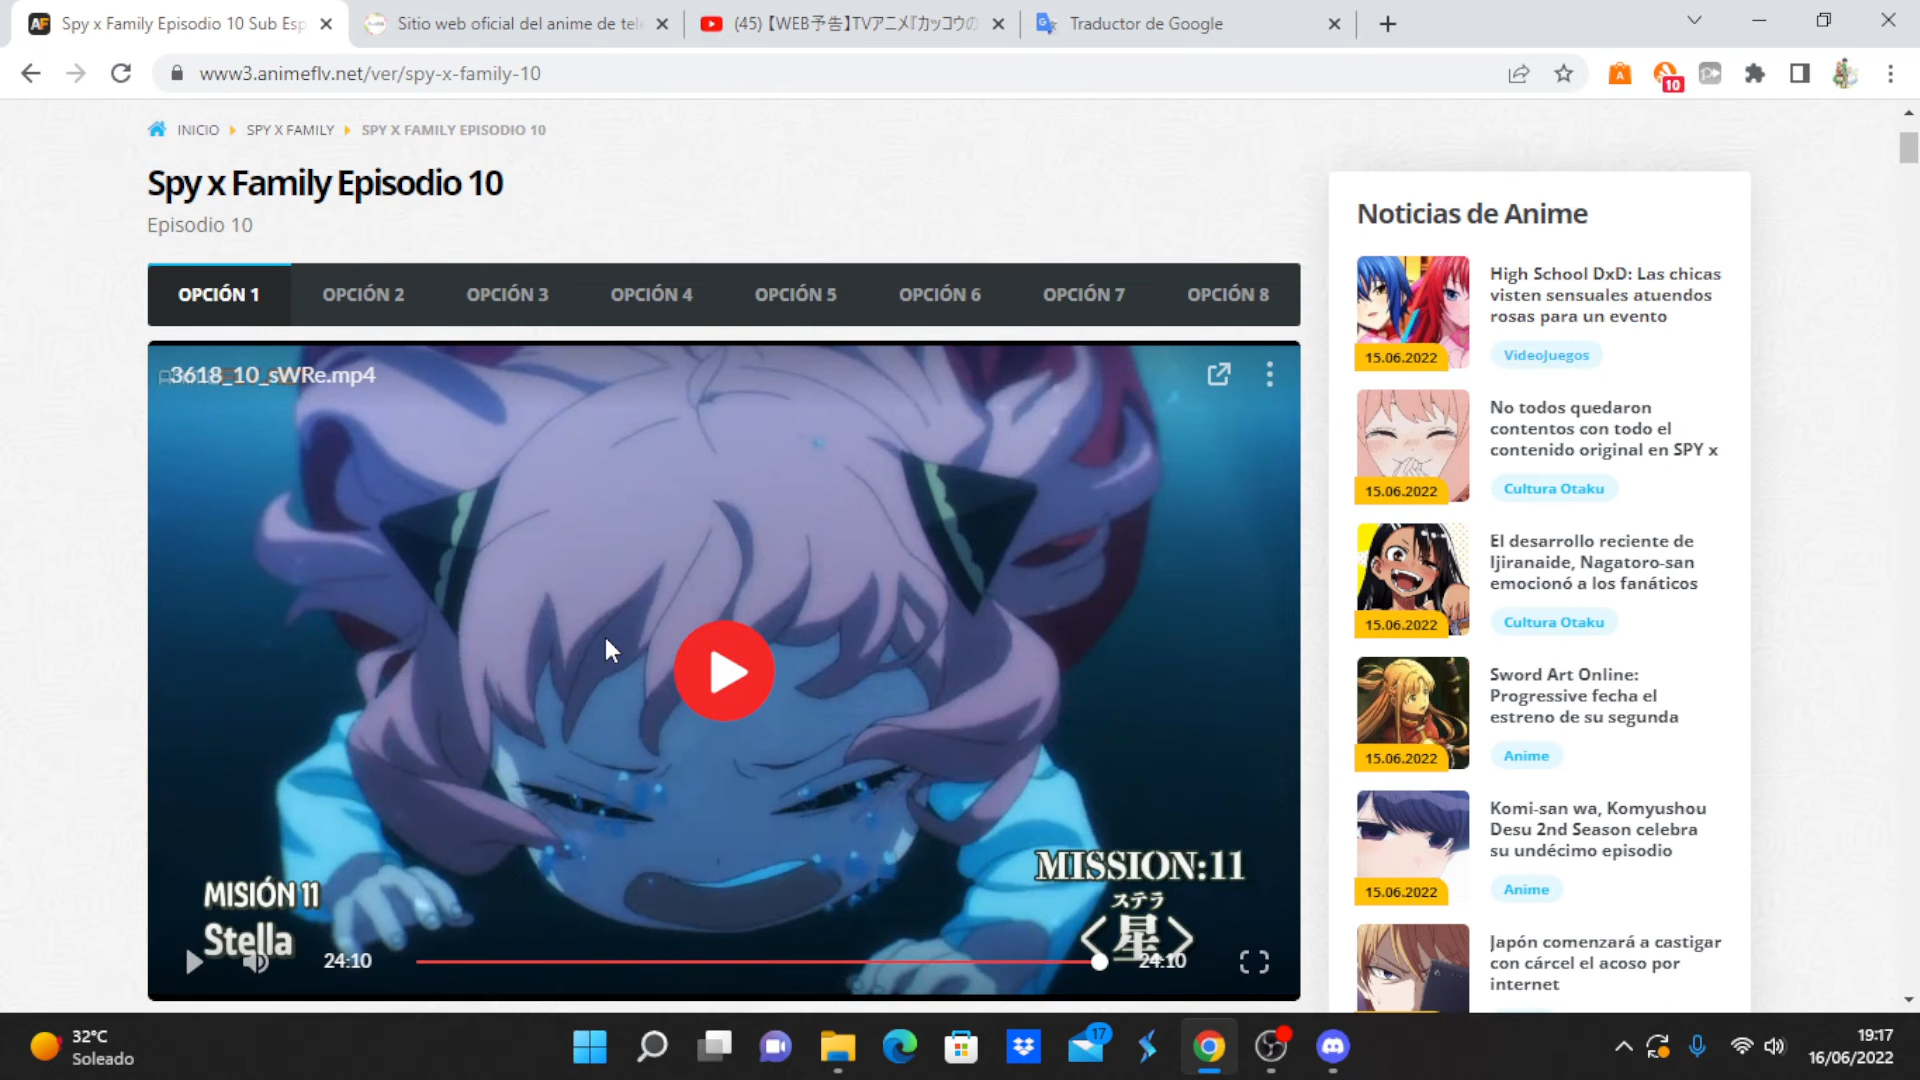 Spy x Family Episodio 10 Sub Esp
Sitio web oficial del anime de tele
(45)【WEB予告】TVアニメ『カッコウの
Traductor de Google
www3.animeflv.net/ver/spy-x-family-10
10
INICIO
SPY X FAMILY
SPY X FAMILY EPISODIO 10
Spy x Family Episodio 10
Episodio 10
OPCIÓN 1
OPCIÓN 2
OPCIÓN 3
OPCIÓN 4
OPCIÓN 5
OPCIÓN 6
OPCIÓN 7
OPCIÓN 8
3618_10_sWRe.mp4
MISIÓN 11
Stella
MISSION:11
ステラ
〈星〉
24:10
24:10
Noticias de Anime
High School DxD: Las chicas
visten sensuales atuendos
rosas para un evento
15.06.2022
VideoJuegos
No todos quedaron
contentos con todo el
contenido original en SPY x
15.06.2022
Cultura Otaku
El desarrollo reciente de
Ijiranaide, Nagatoro-san
emocionó a los fanáticos
15.06.2022
Cultura Otaku
Sword Art Online:
Progressive fecha el
estreno de su segunda
15.06.2022
Anime
Komi-san wa, Komyushou
Desu 2nd Season celebra
su undécimo episodio
15.06.2022
Anime
Japón comenzará a castigar
con cárcel el acoso por
internet
32°C
Soleado
17
19:17
16/06/2022